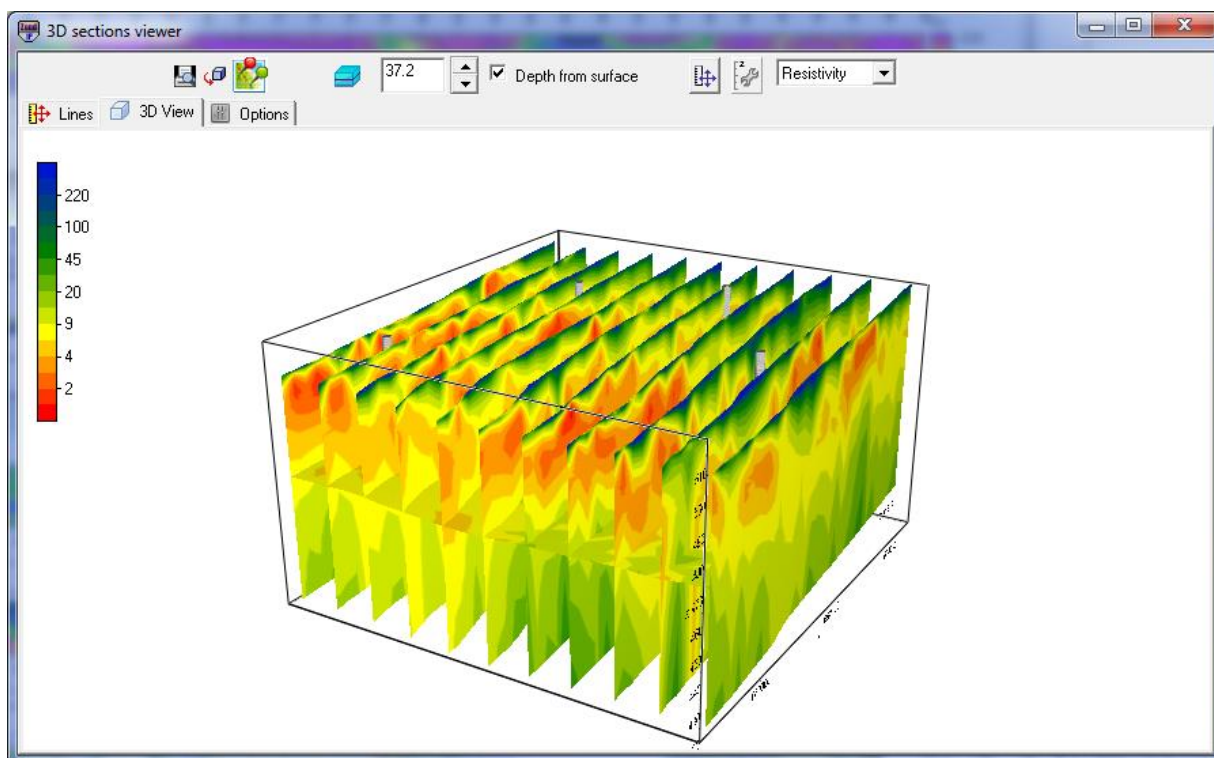 3D sections viewer
37.2
Depth from surface
Resistivity
Lines
3D View
Options
220
100
45
20
9
4
2